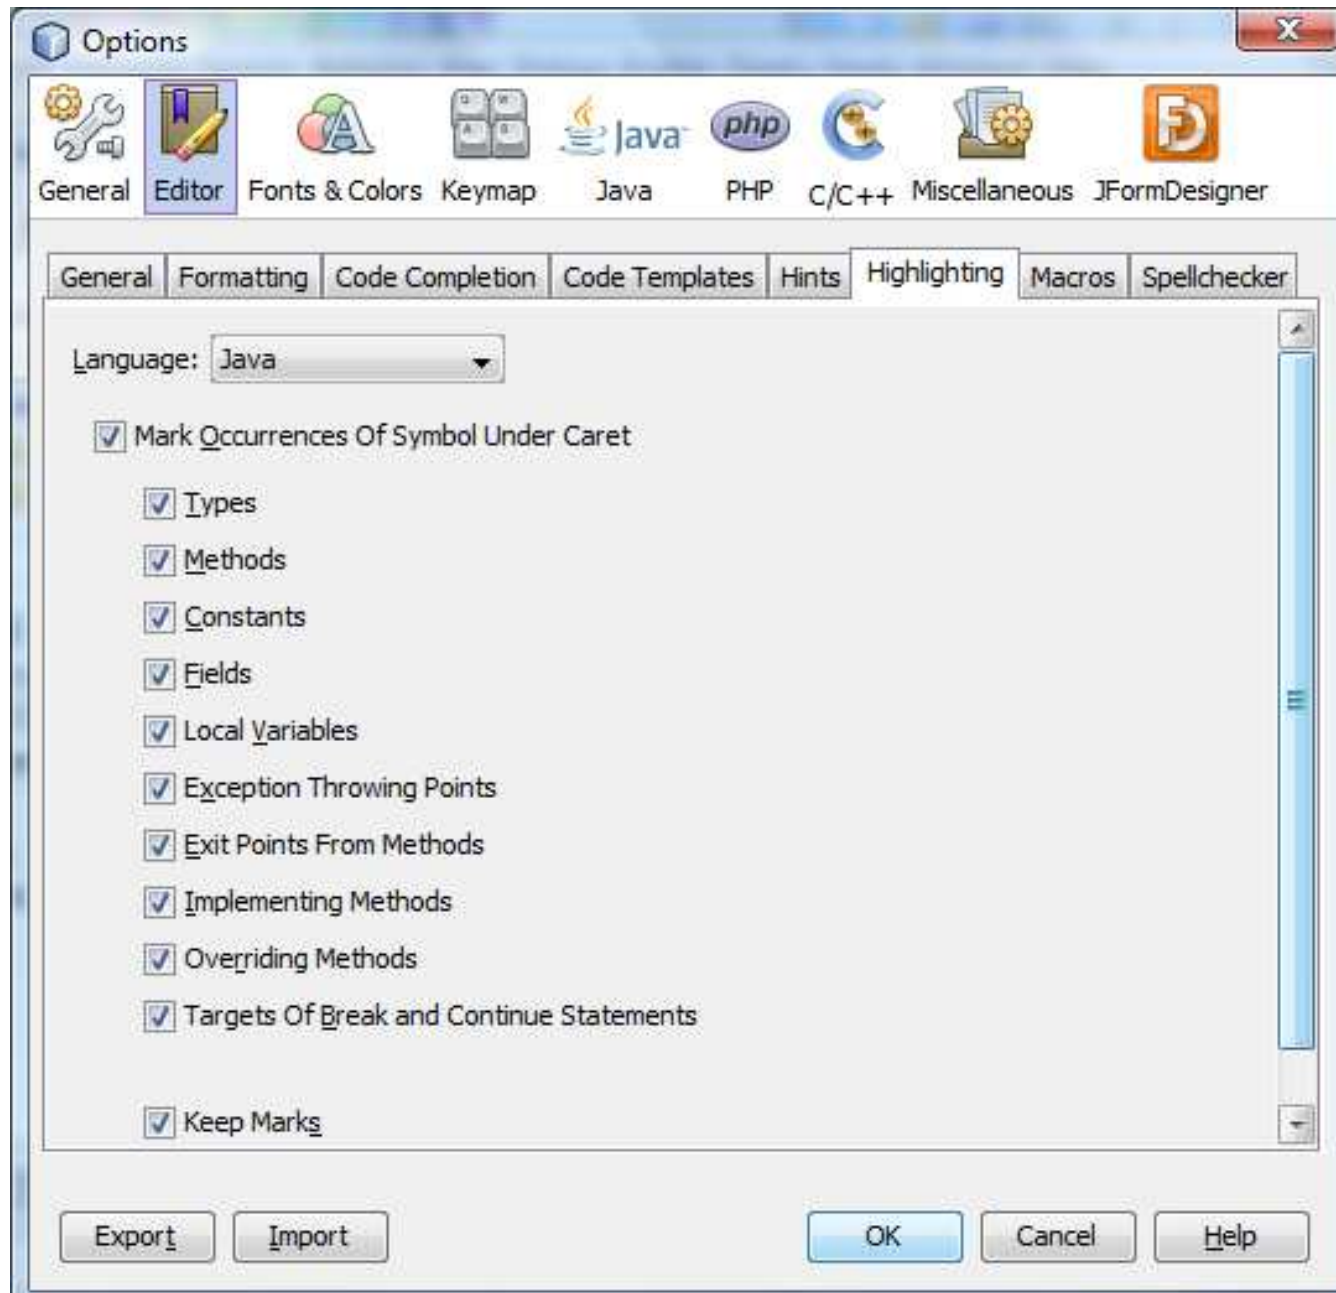 Options
X
Java php
General Editor Fonts & Colors Keymap Java PHP C/C++ Miscellaneous JFormDesigner
General Formatting Code Completion Code Templates Hints Highlighting Macros Spellchecker
Language: Java
Mark Occurrences Of Symbol Under Caret
Types
Methods
Constants
Fields
Local Variables
Exception Throwing Points
Exit Points From Methods
Implementing Methods
Overriding Methods
Targets Of Break and Continue Statements
Keep Marks
Export Import OK Cancel Help